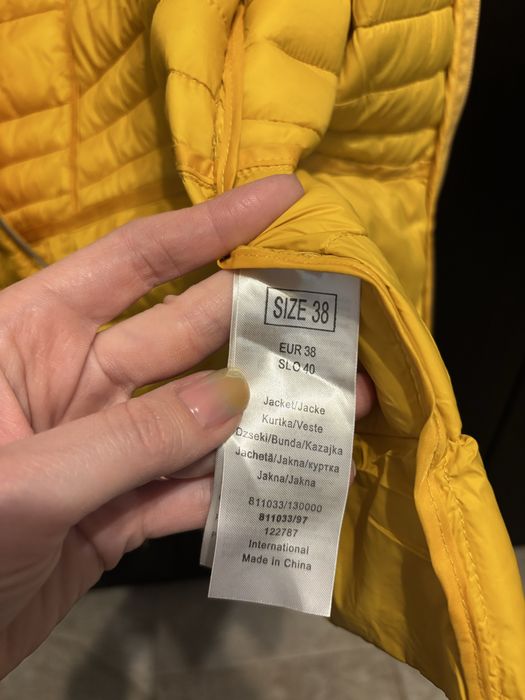 SIZE 38
EUR 38
SLO 40
Jacket/Jacke
Kurtka/Veste
Dzseki/Bunda/Kazajka
Jachetă/Jakna/куртка
Jakna/Jakna
811033/130000
811033/97
122787
International
Made in China